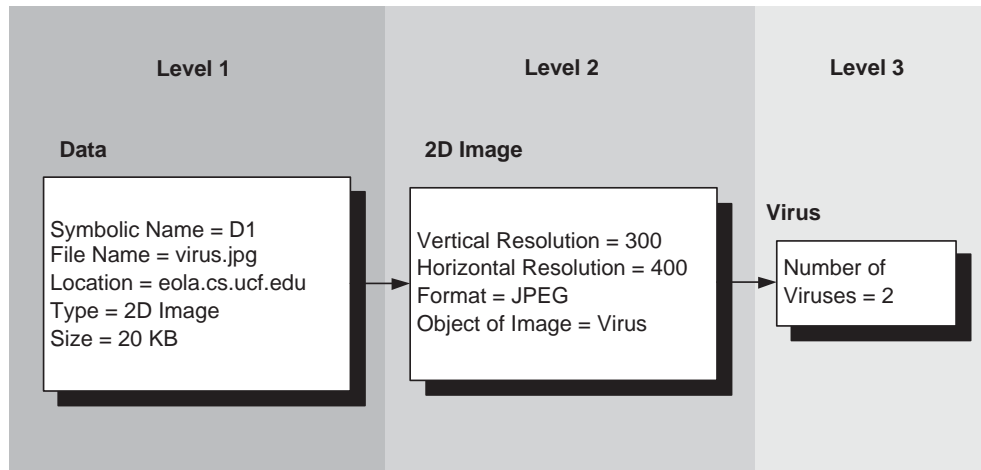 Level 1
Level 2
Level 3
Data
Symbolic Name = D1
File Name = virus.jpg
Location = eola.cs.ucf.edu
Type = 2D Image
Size = 20 KB
2D Image
Vertical Resolution = 300
Horizontal Resolution = 400
Format = JPEG
Object of Image = Virus
Virus
Number of
Viruses = 2